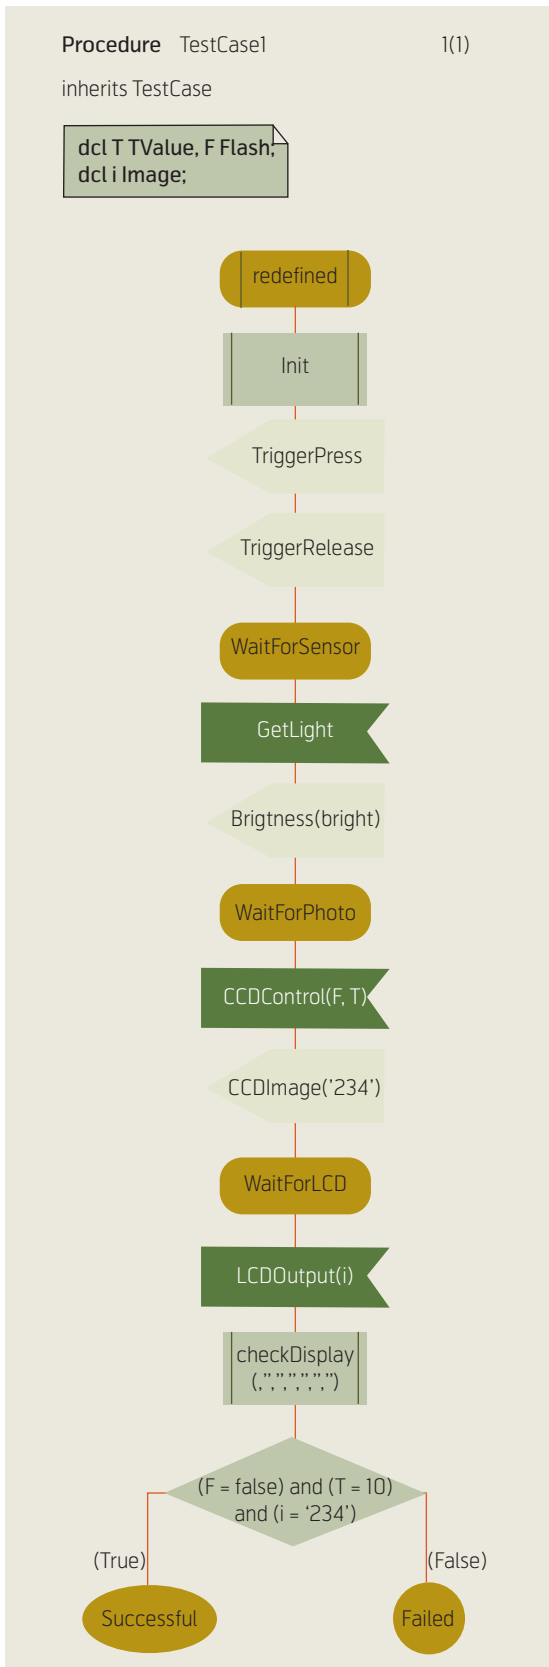 Procedure TestCase1 1(1)
inherits TestCase
dcl T TValue, F Flash;
dcl i Image;
redefined
Init
TriggerPress
TriggerRelease
WaitForSensor
GetLight
Brigtness(bright)
WaitForPhoto
CCDControl(F, T)
CCDImage('234')
WaitForLCD
LCDOutput(i)
checkDisplay
(,",",",",",")
(F = false) and (T = 10)
and (i = ‘234’)
(True) (False)
Successful Failed